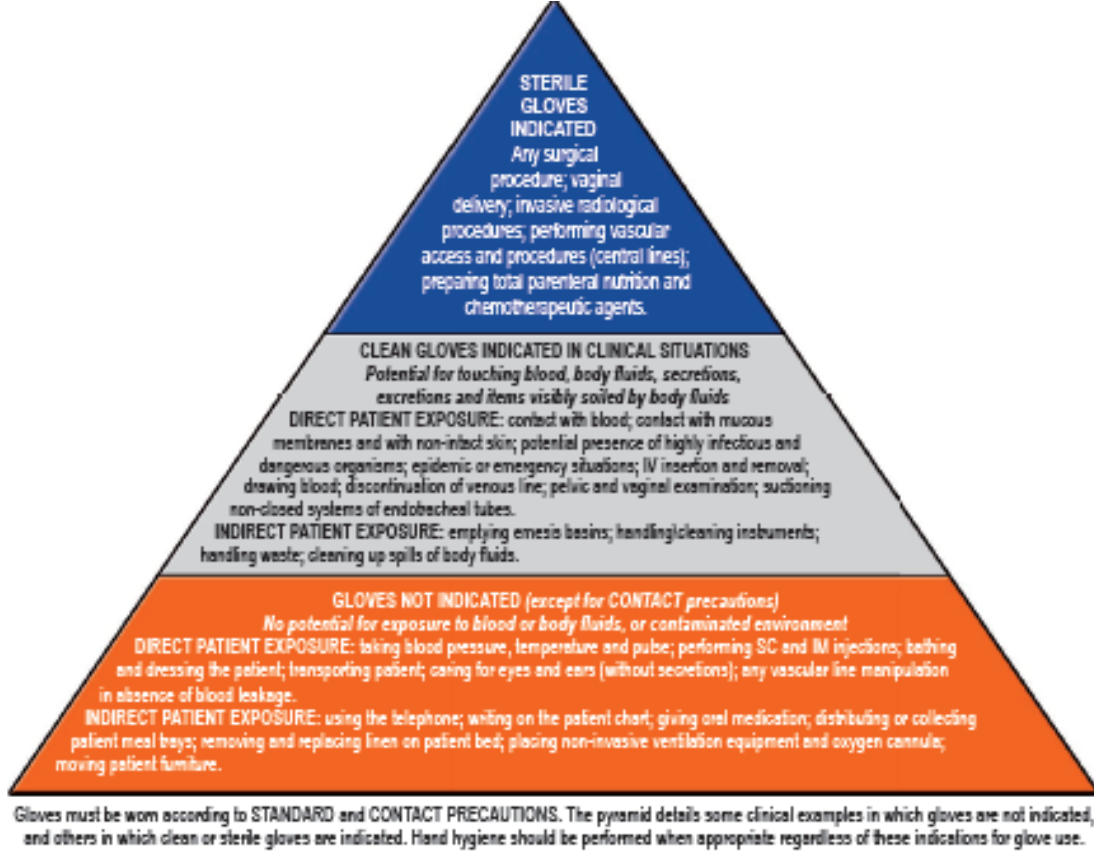 STERILE
GLOVES
INDICATED
Any surgical
procedure; vaginal
delivery; invasive radiological
procedures; performing vascular
access and procedures (central lines);
preparing total parenteral nutrition and
chemotherapeutic agents.
CLEAN GLOVES INDICATED IN CLINICAL SITUATIONS
Potential for touching blood, body fluids, secretions,
excretions and items visibly soiled by body fluids
DIRECT PATIENT EXPOSURE: contact with blood; contact with mucous
membranes and with non-intact skin; potential presence of highly infectious and
dangerous organisms; epidemic or emergency situations; IV insertion and removal;
drawing blood; discontinuation of venous line; pelvic and vaginal examination; suctioning
non-closed systems of endotracheal tubes.
INDIRECT PATIENT EXPOSURE: emptying emesis basins; handling\cleaning instruments;
handling waste; cleaning up spills of body fluids.
GLOVES NOT INDICATED (except for CONTACT precautions)
No potential for exposure to blood or body fluids, or contaminated environment
DIRECT PATIENT EXPOSURE: taking blood pressure, temperature and pulse; performing SC and IM injections; bathing
and dressing the patient; transporting patient; caring for eyes and ears (without secretions); any vascular line manipulation
in absence of blood leakage.
INDIRECT PATIENT EXPOSURE: using the telephone; writing on the patient chart; giving oral medication; distributing or collecting
patient meal trays; removing and replacing linen on patient bed; placing non-invasive ventilation equipment and oxygen cannula;
moving patient furniture.
Gloves must be worn according to STANDARD and CONTACT PRECAUTIONS. The pyramid details some clinical examples in which gloves are not indicated,
and others in which clean or sterile gloves are indicated. Hand hygiene should be performed when appropriate regardless of these indications for glove use.